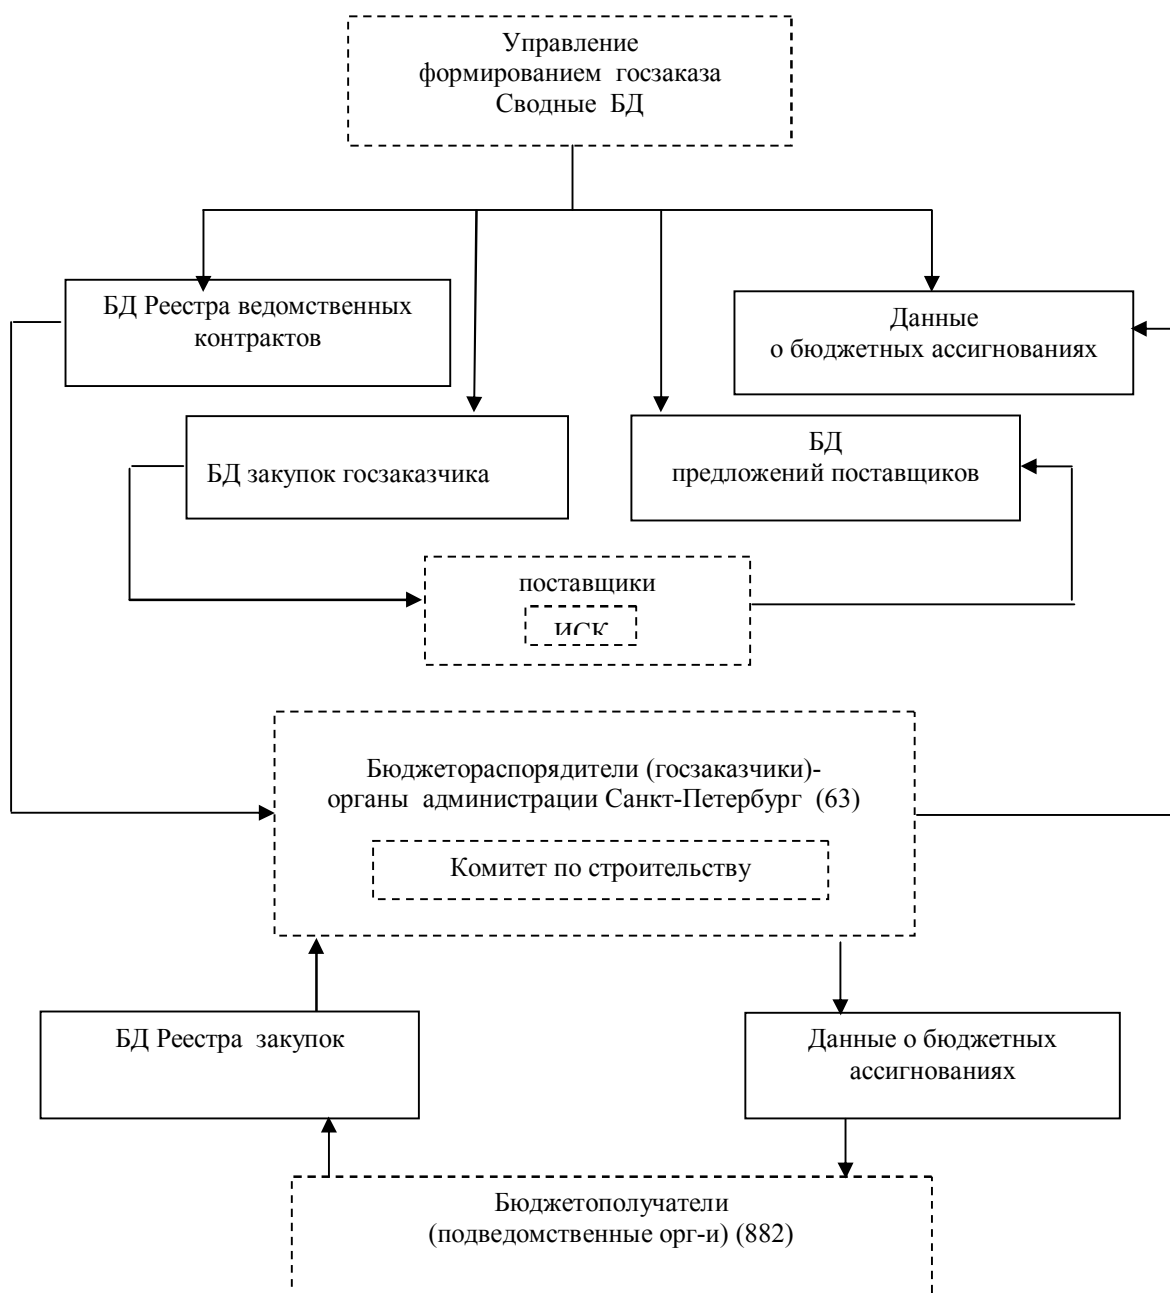 Управление
формированием госзаказа
Сводные БД
БД Реестра ведомственных
контрактов
Данные
о бюджетных ассигнованиях
БД закупок госзаказчика
БД
предложений поставщиков
поставщики
ИСК
Бюджетораспорядители (госзаказчики)-
органы администрации Санкт-Петербург (63)
Комитет по строительству
БД Реестра закупок
Данные о бюджетных
ассигнованиях
Бюджетополучатели
(подведомственные орг-и) (882)